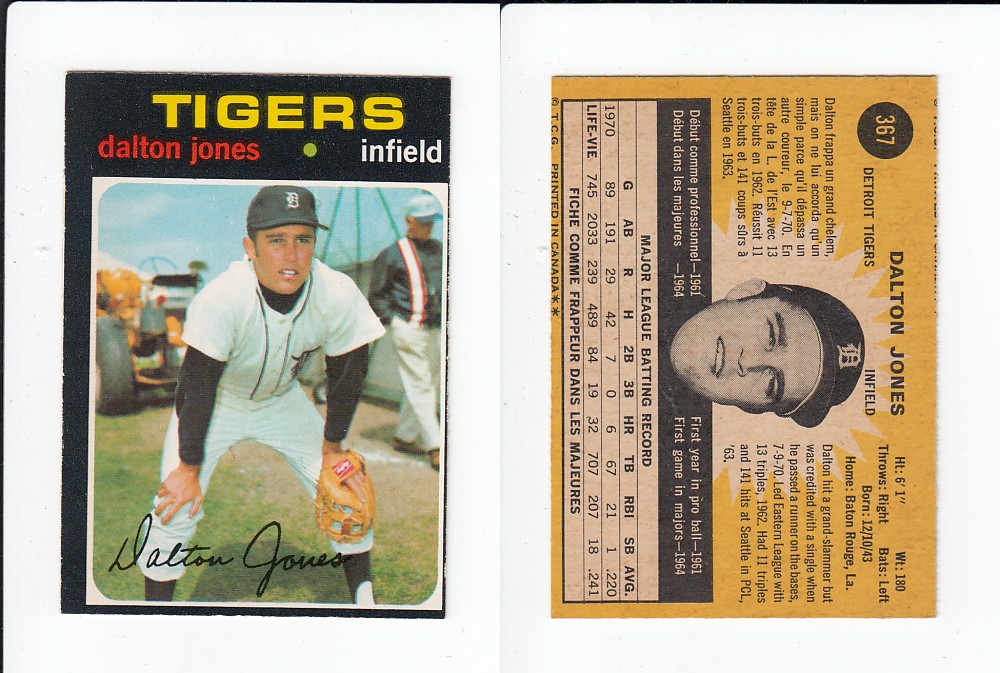 TIGERS
dalton jones • infield
B
Dalton Jones
367
DALTON JONES
DETROIT TIGERS INFIELD
Ht: 6' 1" Wt: 180
Throws: Right Bats: Left
Born: 12/10/43
Home: Baton Rouge, La.
Dalton frappa un grand chelem,
mais on ne lui accorda qu'un
simple parce qu'il dépassa un
autre coureur, le 9-7-70. En
tête de la L. de l'Est avec 13
trois-buts en 1962. Réussit 11
trois-buts et 141 coups sûrs à
Seattle en 1963.
Dalton hit a grand-slammer but
was credited with a single when
he passed a runner on the bases,
7-9-70. Led Eastern League with
13 triples, 1962. Had 11 triples
and 141 hits at Seattle in PCL,
'63.
Début comme professionnel—1961
Début dans les majeures —1964
First year in pro ball—1961
First game in majors—1964
MAJOR LEAGUE BATTING RECORD
G AB R H 2B 3B HR TB RBI SB AVG.
1970 89 191 29 42 7 0 6 67 21 1 .220
LIFE-VIE 745 2033 239 489 84 19 32 707 207 18 .241
FICHE COMME FRAPPEUR DANS LES MAJEURES
© T.C.G. PRINTED IN CANADA**